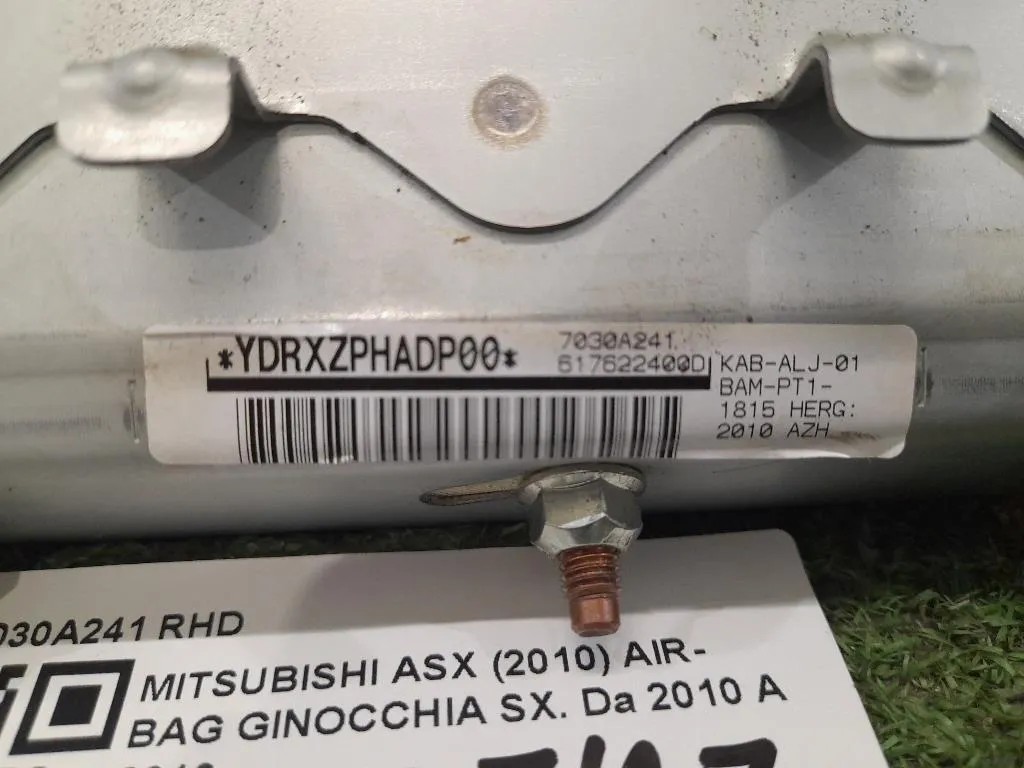 *YDRXZPHADP00*
7030A241
617622400D
KAB-ALJ-01
BAM-PT1-
1815 HERG:
2010 AZH
030A241 RHD
MITSUBISHI ASX (2010) AIR-
BAG GINOCCHIA SX. Da 2010 A